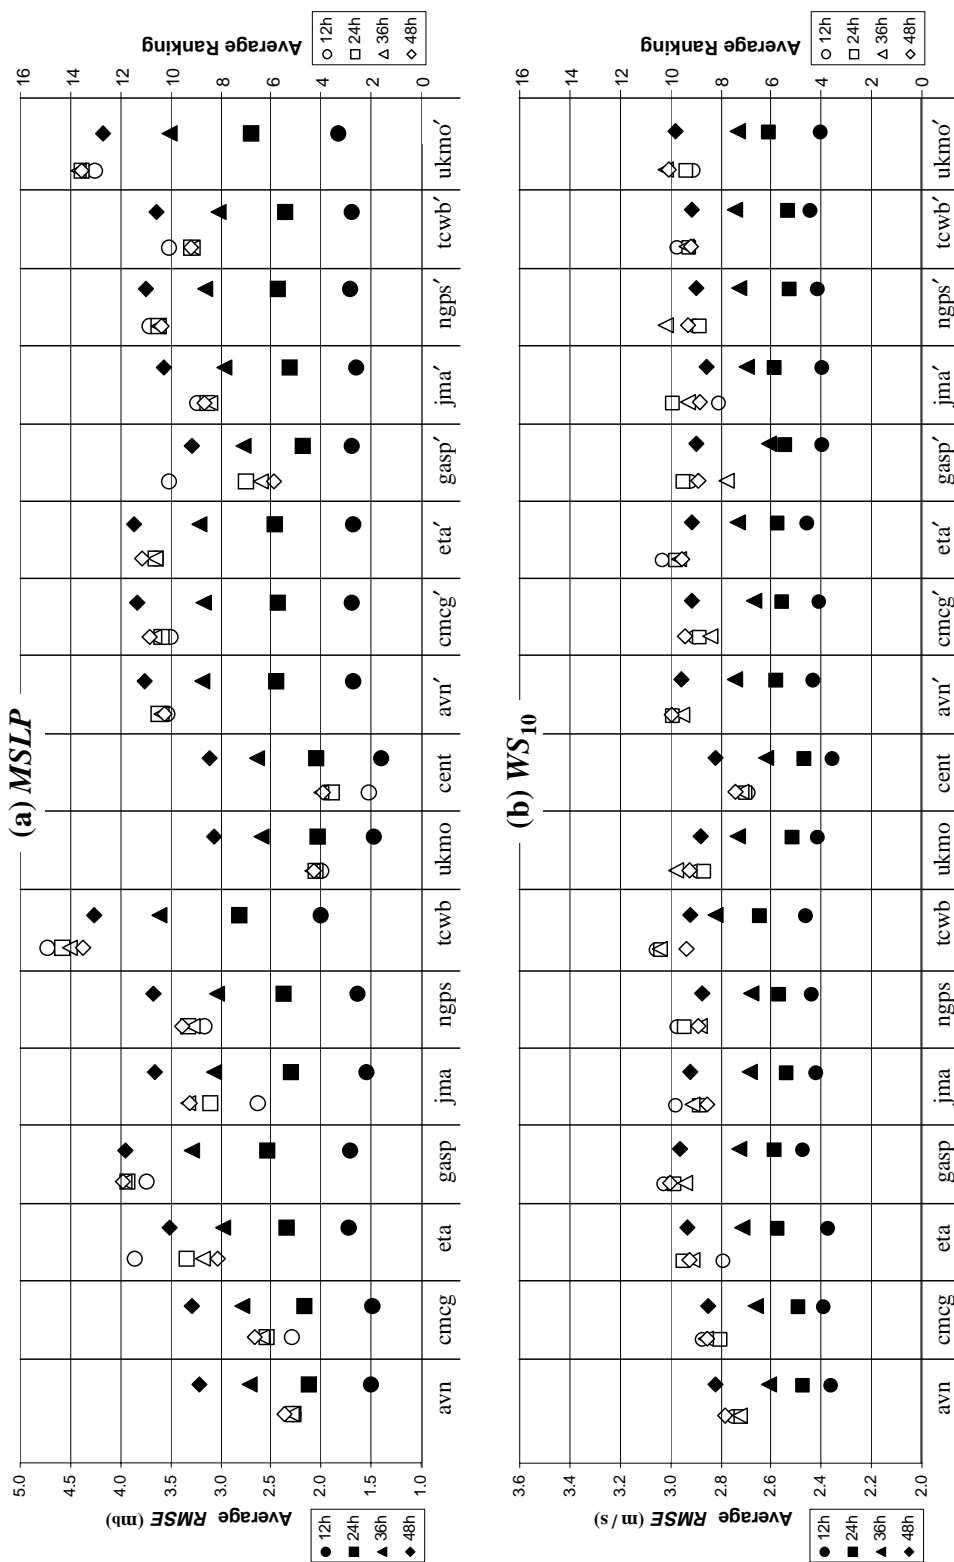 (a) MSLP
Average RMSE (mb)
5.0
4.5
4.0
3.5
3.0
2.5
2.0
1.5
1.0
12h
24h
36h
48h
avn
cmcg
eta
gasp
jma
ngps
tcwb
ukmo
cent
avn′
cmcg′
eta′
gasp′
jma′
ngps′
tcwb′
ukmo′
Average Ranking
16
14
12
10
8
6
4
2
0
12h
24h
36h
48h
(b) WS10
Average RMSE (m/s)
3.6
3.4
3.2
3.0
2.8
2.6
2.4
2.2
2.0
12h
24h
36h
48h
avn
cmcg
eta
gasp
jma
ngps
tcwb
ukmo
cent
avn′
cmcg′
eta′
gasp′
jma′
ngps′
tcwb′
ukmo′
Average Ranking
16
14
12
10
8
6
4
2
0
12h
24h
36h
48h